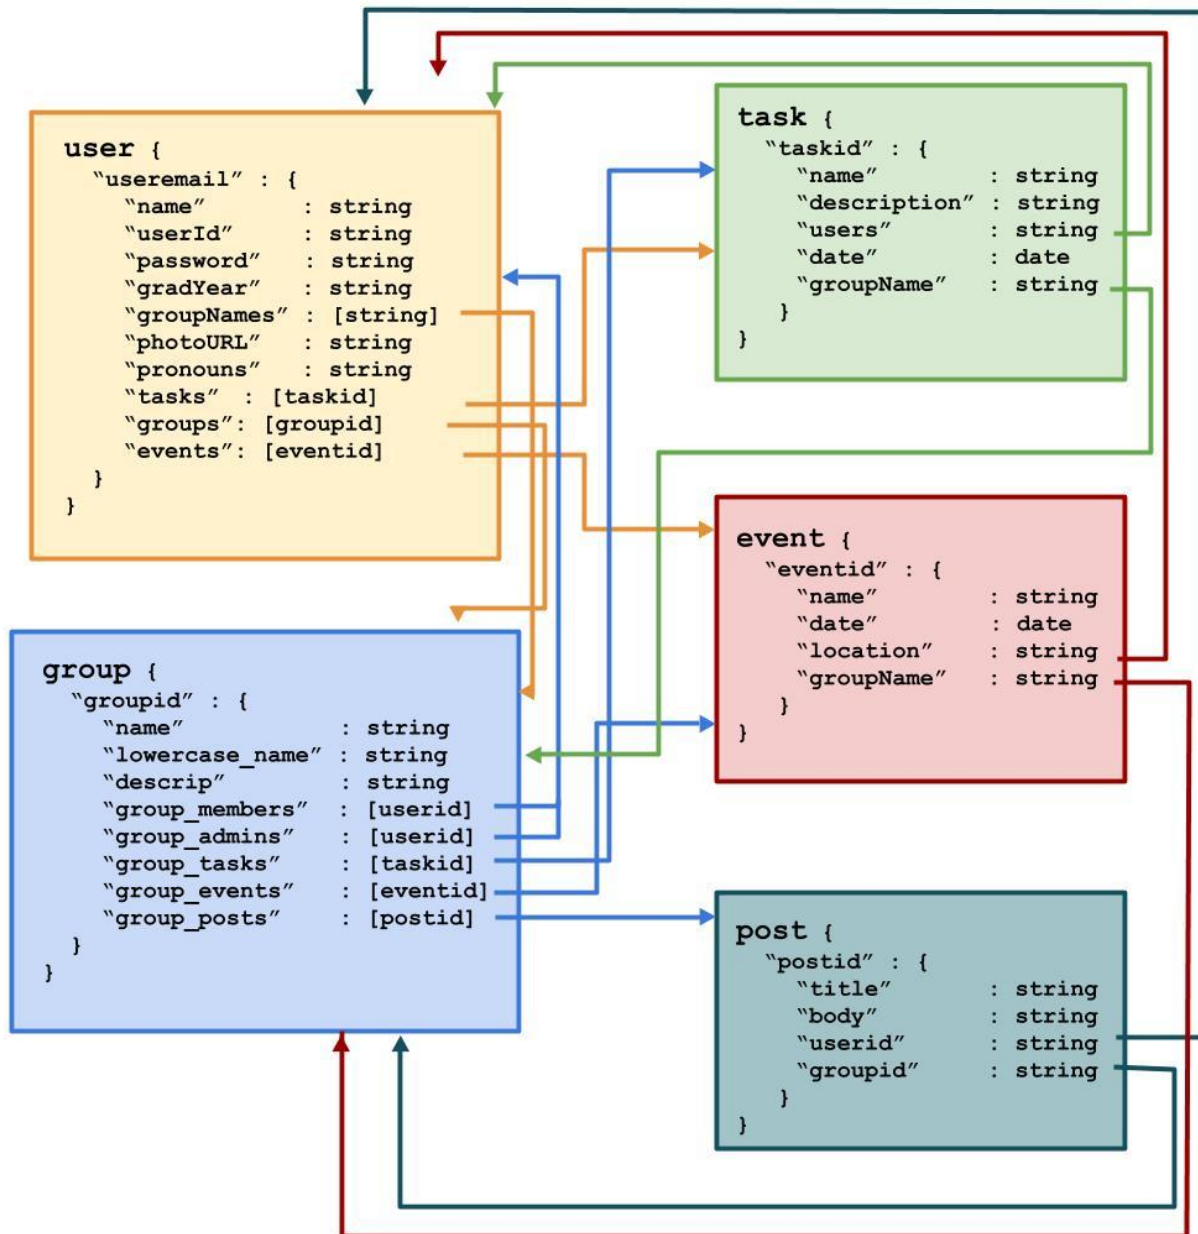 user {
“useremail” : {
“name” : string
“userId” : string
“password” : string
“gradYear” : string
“groupNames” : [string]
“photoURL” : string
“pronouns” : string
“tasks” : [taskid]
“groups”: [groupid]
“events”: [eventid]
}
}
group {
“groupid” : {
“name” : string
“lowercase_name” : string
“descrip” : string
“group_members” : [userid]
“group_admins” : [userid]
“group_tasks” : [taskid]
“group_events” : [eventid]
“group_posts” : [postid]
}
}
task {
“taskid” : {
“name” : string
“description” : string
“users” : string
“date” : date
“groupName” : string
}
}
event {
“eventid” : {
“name” : string
“date” : date
“location” : string
“groupName” : string
}
}
post {
“postid” : {
“title” : string
“body” : string
“userid” : string
“groupid” : string
}
}